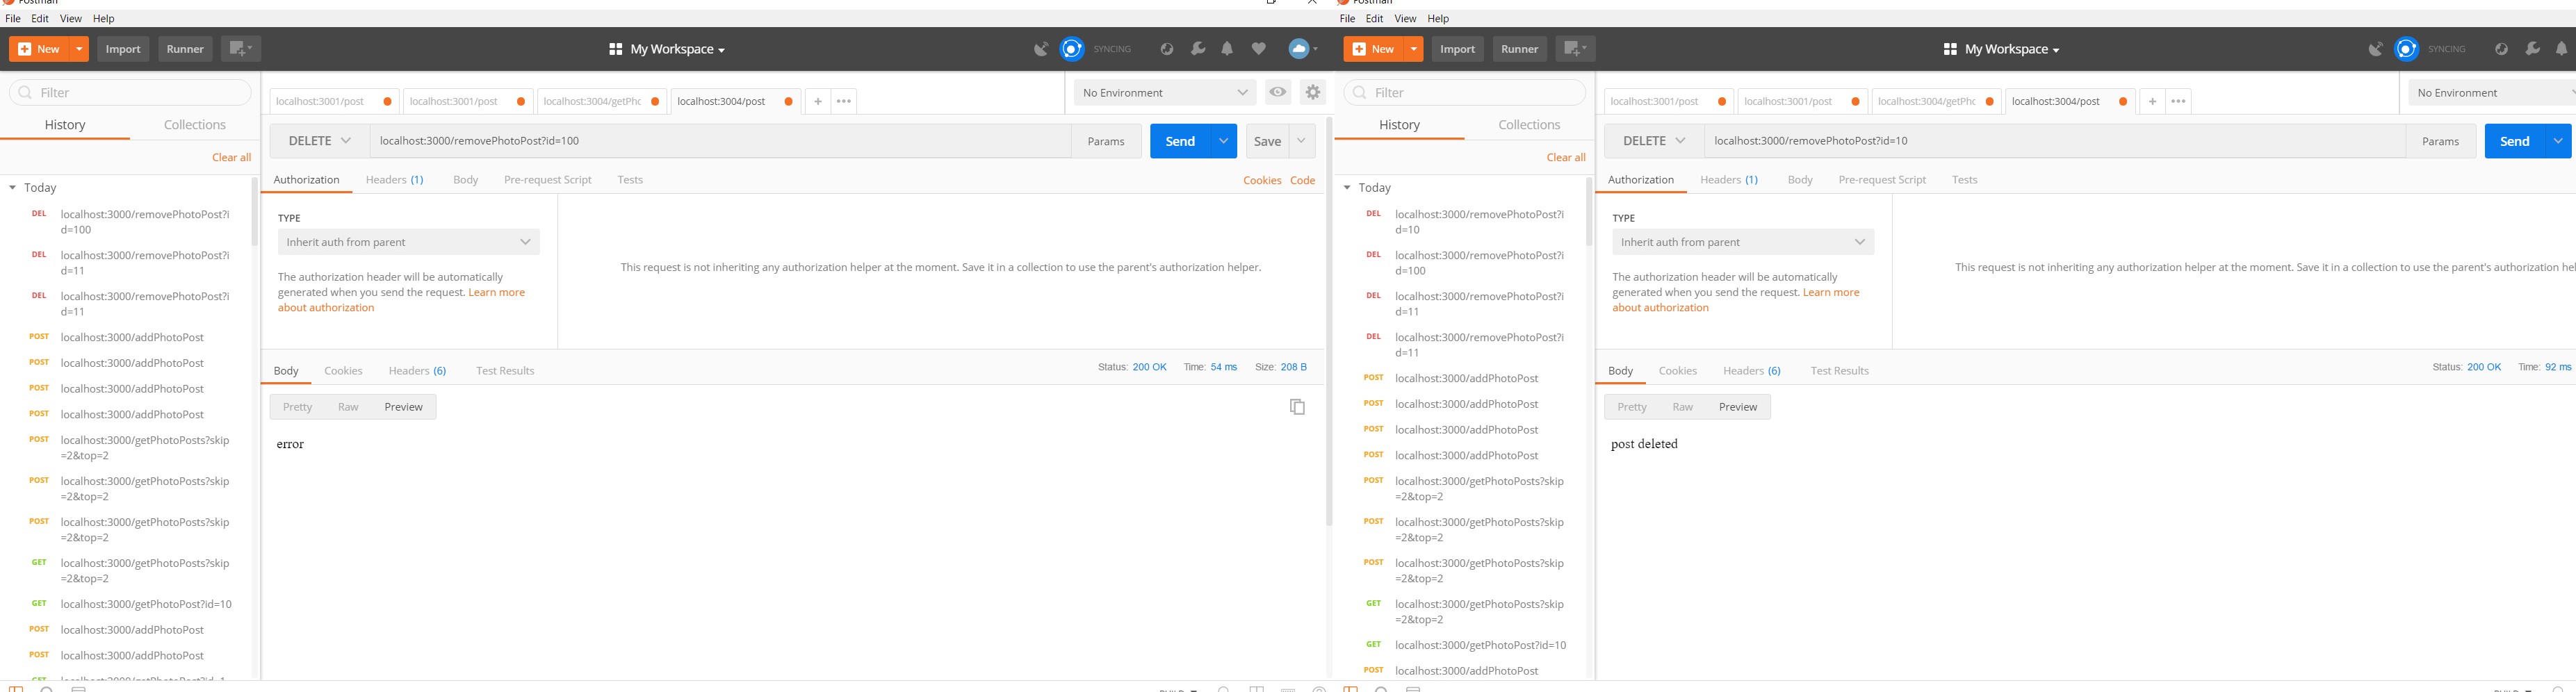 Postman
File Edit View Help
New Import Runner My Workspace SYNCING
Filter
History Collections
Clear all
Today
DEL localhost:3000/removePhotoPost?i
d=100
DEL localhost:3000/removePhotoPost?i
d=11
DEL localhost:3000/removePhotoPost?i
d=11
POST localhost:3000/addPhotoPost
POST localhost:3000/addPhotoPost
POST localhost:3000/addPhotoPost
POST localhost:3000/addPhotoPost
POST localhost:3000/getPhotoPosts?skip
=2&top=2
POST localhost:3000/getPhotoPosts?skip
=2&top=2
POST localhost:3000/getPhotoPosts?skip
=2&top=2
GET localhost:3000/getPhotoPosts?skip
=2&top=2
GET localhost:3000/getPhotoPost?id=10
POST localhost:3000/addPhotoPost
POST localhost:3000/addPhotoPost
localhost:3001/post localhost:3001/post localhost:3004/getPhc localhost:3004/post + ••• No Environment
DELETE localhost:3000/removePhotoPost?id=100 Params Send Save
Authorization Headers (1) Body Pre-request Script Tests Cookies Code
TYPE
Inherit auth from parent
The authorization header will be automatically
generated when you send the request. Learn more
about authorization
This request is not inheriting any authorization helper at the moment. Save it in a collection to use the parent's authorization helper.
Body Cookies Headers (6) Test Results Status: 200 OK Time: 54 ms Size: 208 B
Pretty Raw Preview
error
Postman
File Edit View Help
New Import Runner My Workspace SYNCING
Filter
History Collections
Clear all
Today
DEL localhost:3000/removePhotoPost?i
d=10
DEL localhost:3000/removePhotoPost?i
d=100
DEL localhost:3000/removePhotoPost?i
d=11
DEL localhost:3000/removePhotoPost?i
d=11
POST localhost:3000/addPhotoPost
POST localhost:3000/addPhotoPost
POST localhost:3000/addPhotoPost
POST localhost:3000/addPhotoPost
POST localhost:3000/getPhotoPosts?skip
=2&top=2
POST localhost:3000/getPhotoPosts?skip
=2&top=2
POST localhost:3000/getPhotoPosts?skip
=2&top=2
GET localhost:3000/getPhotoPosts?skip
=2&top=2
GET localhost:3000/getPhotoPost?id=10
POST localhost:3000/addPhotoPost
localhost:3001/post localhost:3001/post localhost:3004/getPhc localhost:3004/post + ••• No Environment
DELETE localhost:3000/removePhotoPost?id=10 Params Send
Authorization Headers (1) Body Pre-request Script Tests
TYPE
Inherit auth from parent
The authorization header will be automatically
generated when you send the request. Learn more
about authorization
This request is not inheriting any authorization helper at the moment. Save it in a collection to use the parent's authorization hel
Body Cookies Headers (6) Test Results Status: 200 OK Time: 92 ms
Pretty Raw Preview
post deleted